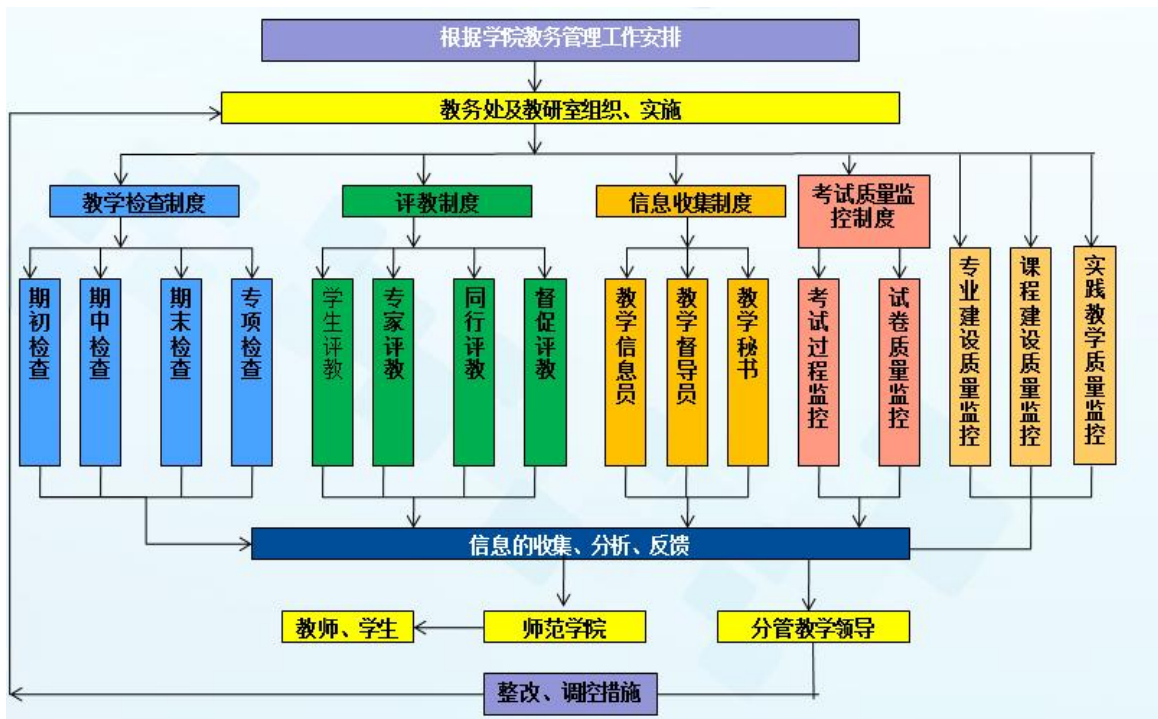 根据学院教务管理工作安排
教务处及教研室组织、实施
教学检查制度
评教制度
信息收集制度
考试质量监
控制度
期初检查
期中检查
期末检查
专项检查
学生评教
专家评教
同行评教
督促评教
教学信息员
教学督导员
教学秘书
考试过程监控
试卷质量监控
专业建设质量监控
课程建设质量监控
实践教学质量监控
信息的收集、分析、反馈
教师、学生
师范学院
分管教学领导
整改、调控措施